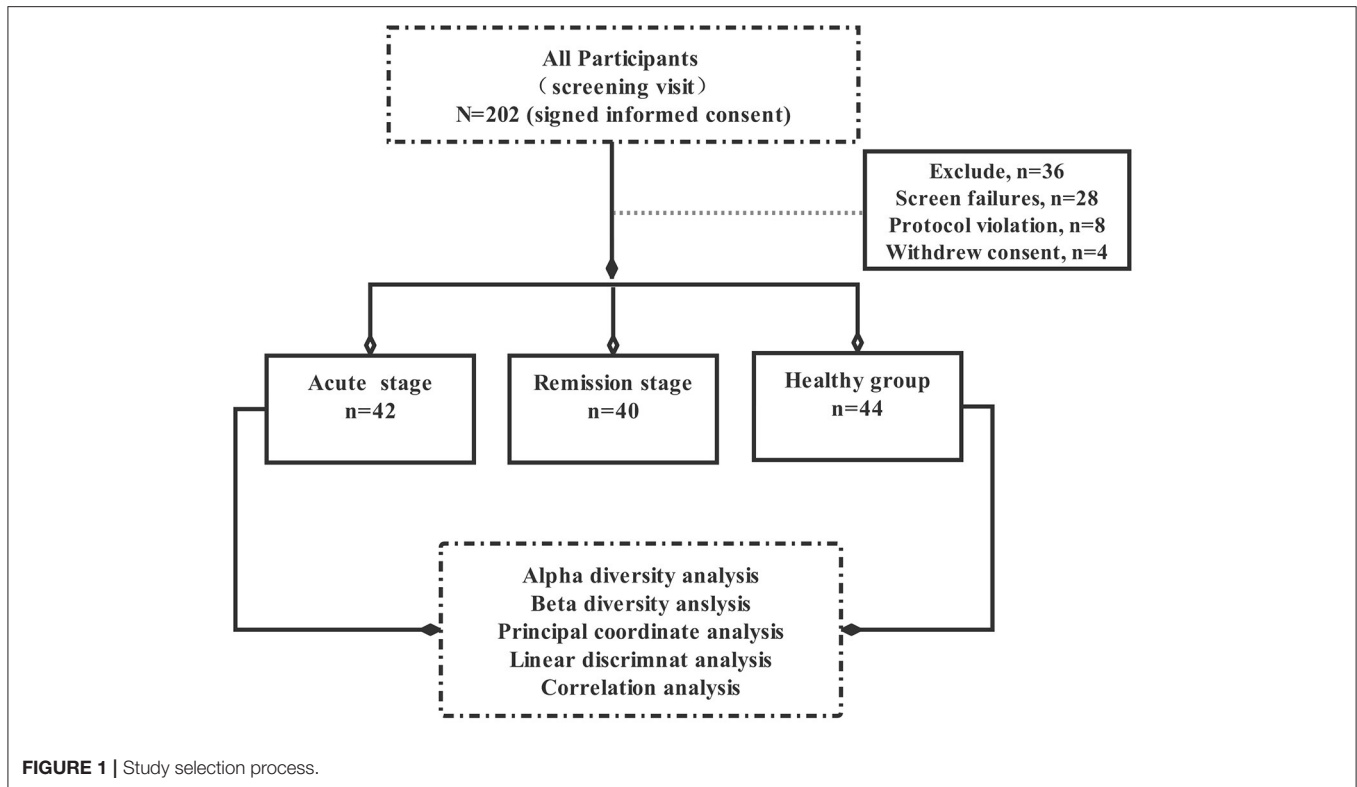 All Participants
（screening visit）
N=202 (signed informed consent)
Exclude, n=36
Screen failures, n=28
Protocol violation, n=8
Withdrew consent, n=4
Acute stage
n=42
Remission stage
n=40
Healthy group
n=44
Alpha diversity analysis
Beta diversity anslysis
Principal coordinate analysis
Linear discrimnat analysis
Correlation analysis
FIGURE 1 | Study selection process.